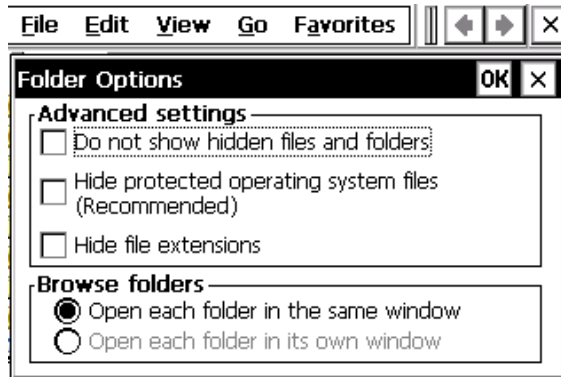 File Edit View Go Favorites
Folder Options OK
Advanced settings
Do not show hidden files and folders
Hide protected operating system files
(Recommended)
Hide file extensions
Browse folders
Open each folder in the same window
Open each folder in its own window